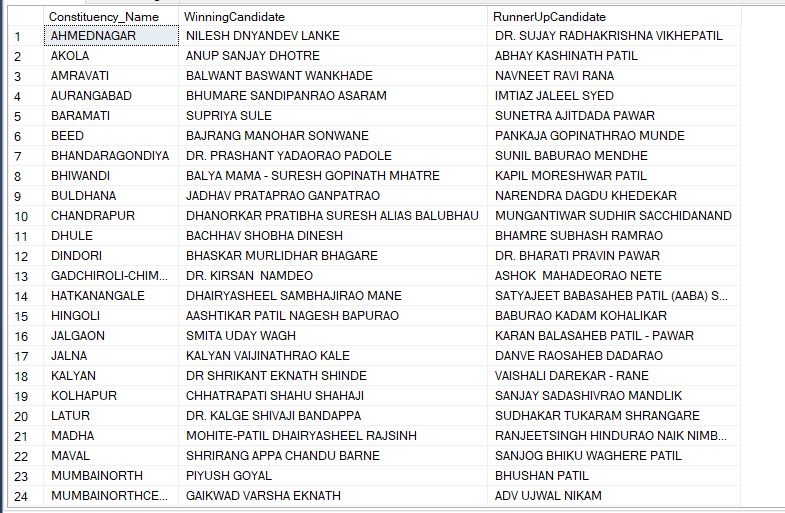 Constituency_Name WinningCandidate RunnerUpCandidate
1 AHMEDNAGAR NILESH DNYANDEV LANKE DR. SUJAY RADHAKRISHNA VIKHEPATIL
2 AKOLA ANUP SANJAY DHOTRE ABHAY KASHINATH PATIL
3 AMRAVATI BALWANT BASWANT WANKHADE NAVNEET RAVI RANA
4 AURANGABAD BHUMARE SANDIPANRAO ASARAM IMTIAZ JALEEL SYED
5 BARAMATI SUPRIYA SULE SUNETRA AJITDADA PAWAR
6 BEED BAJRANG MANOHAR SONWANE PANKAJA GOPINATHRAO MUNDE
7 BHANDARAGONDIYA DR. PRASHANT YADAORAO PADOLE SUNIL BABURAO MENDHE
8 BHIWANDI BALYA MAMA - SURESH GOPINATH MHATRE KAPIL MORESHWAR PATIL
9 BULDHANA JADHAV PRATAPRAO GANPATRAO NARENDRA DAGDU KHEDEKAR
10 CHANDRAPUR DHANORKAR PRATIBHA SURESH ALIAS BALUBHAU MUNGANTIWAR SUDHIR SACCHIDANAND
11 DHULE BACHHAV SHOBHA DINESH BHAMRE SUBHASH RAMRAO
12 DINDORI BHASKAR MURLIDHAR BHAGARE DR. BHARATI PRAVIN PAWAR
13 GADCHIROLI-CHIM... DR. KIRSAN  NAMDEO ASHOK  MAHADEORAO NETE
14 HATKANANGALE DHAIRYASHEEL SAMBHAJIRAO MANE SATYAJEET BABASAHEB PATIL (AABA) S...
15 HINGOLI AASHTIKAR PATIL NAGESH BAPURAO BABURAO KADAM KOHALIKAR
16 JALGAON SMITA UDAY WAGH KARAN BALASAHEB PATIL - PAWAR
17 JALNA KALYAN VAIJINATHRAO KALE DANVE RAOSAHEB DADARAO
18 KALYAN DR SHRIKANT EKNATH SHINDE VAISHALI DAREKAR - RANE
19 KOLHAPUR CHHATRAPATI SHAHU SHAHAJI SANJAY SADASHIVRAO MANDLIK
20 LATUR DR. KALGE SHIVAJI BANDAPPA SUDHAKAR TUKARAM SHRANGARE
21 MADHA MOHITE-PATIL DHAIRYASHEEL RAJSINH RANJEETSINGH HINDURAO NAIK NIMB...
22 MAVAL SHRIRANG APPA CHANDU BARNE SANJOG BHIKU WAGHERE PATIL
23 MUMBAINORTH PIYUSH GOYAL BHUSHAN PATIL
24 MUMBAINORTHCE... GAIKWAD VARSHA EKNATH ADV UJWAL NIKAM